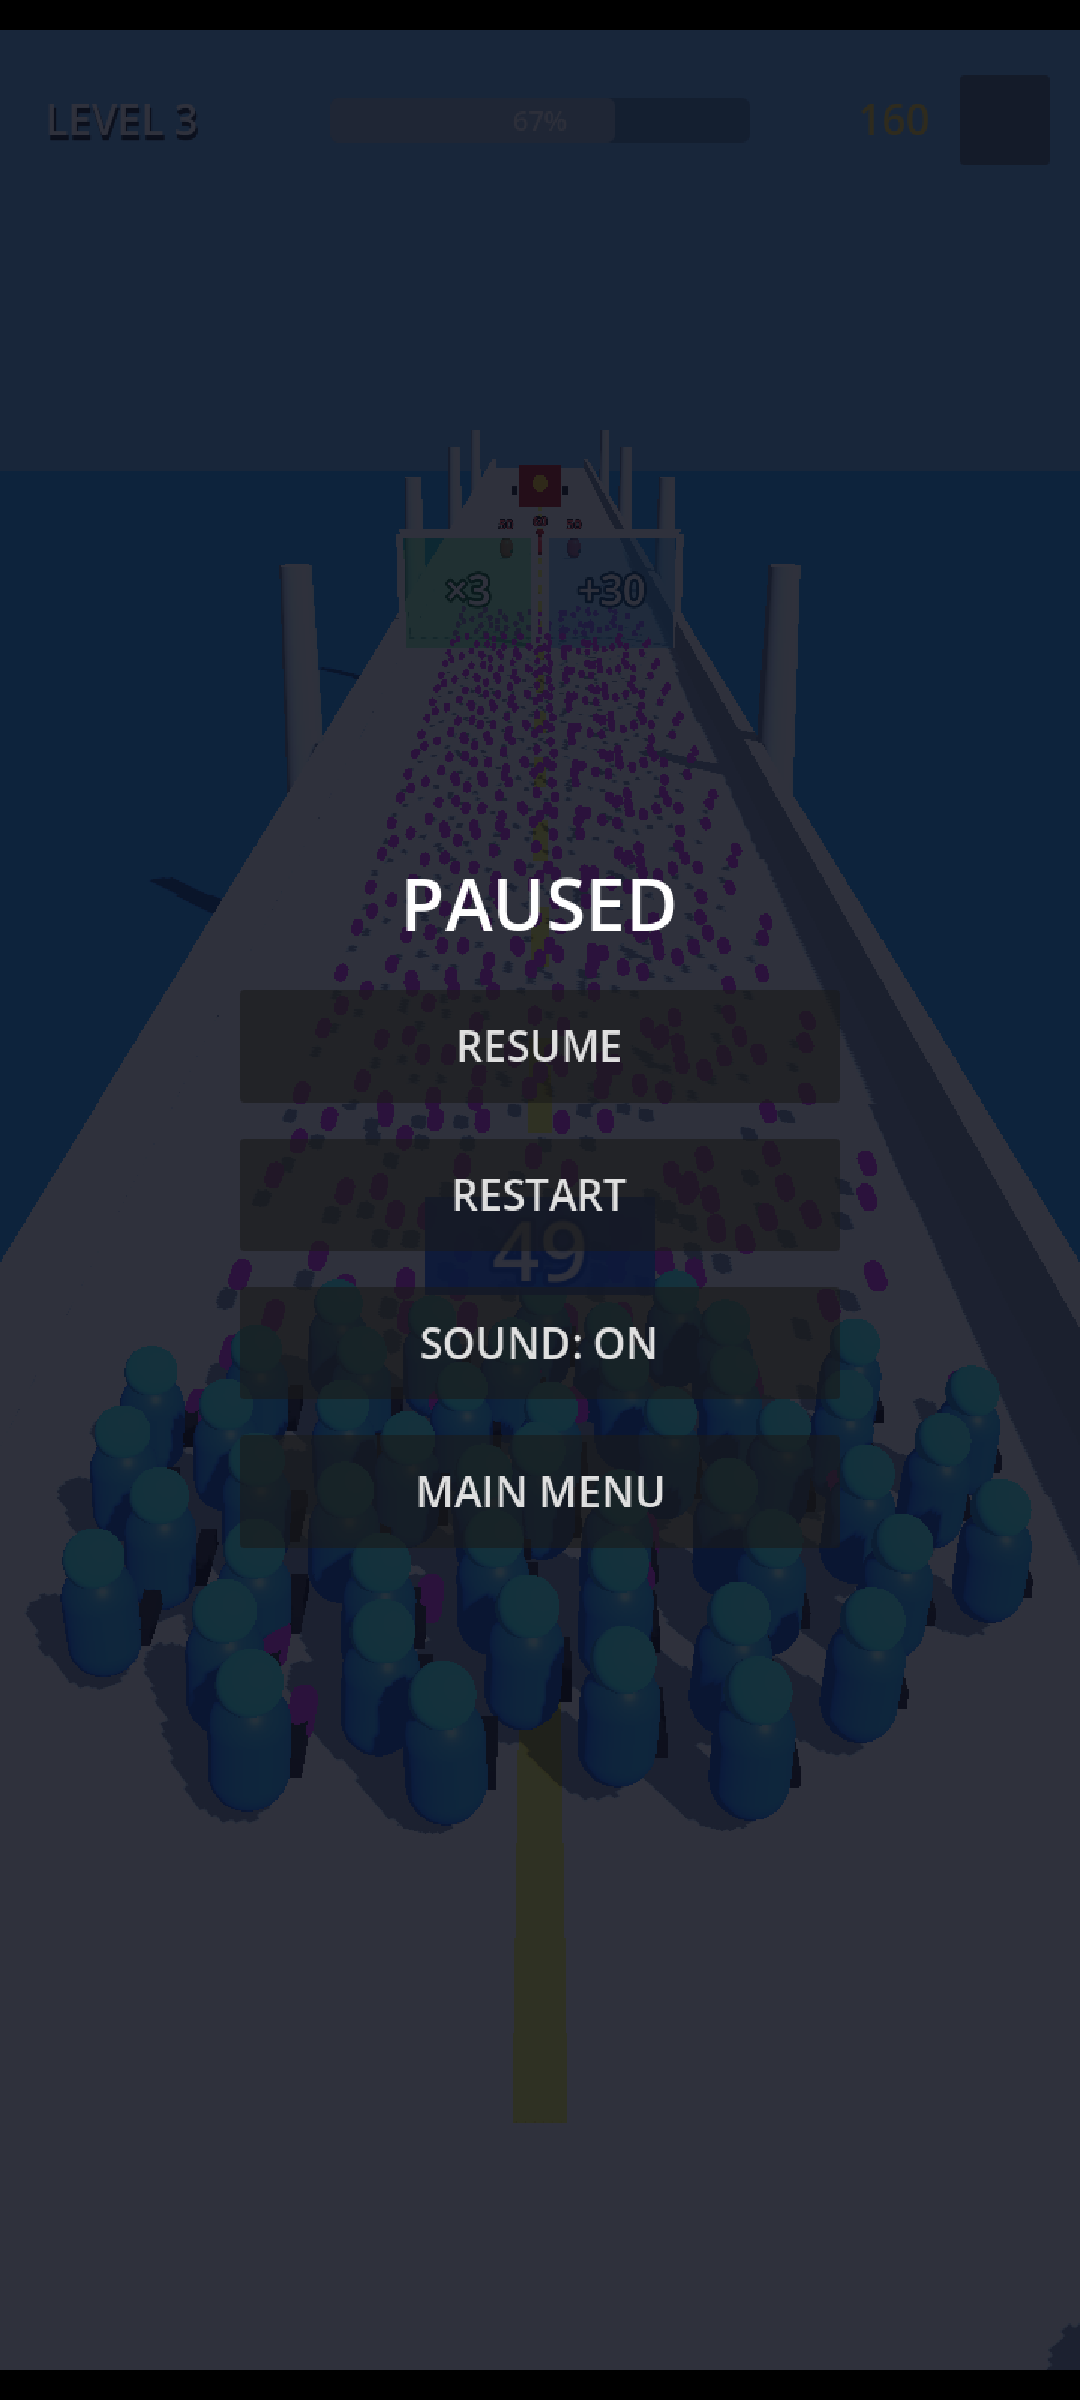 LEVEL 3
67%
160
×3
+30
PAUSED
RESUME
RESTART
49
SOUND: ON
MAIN MENU